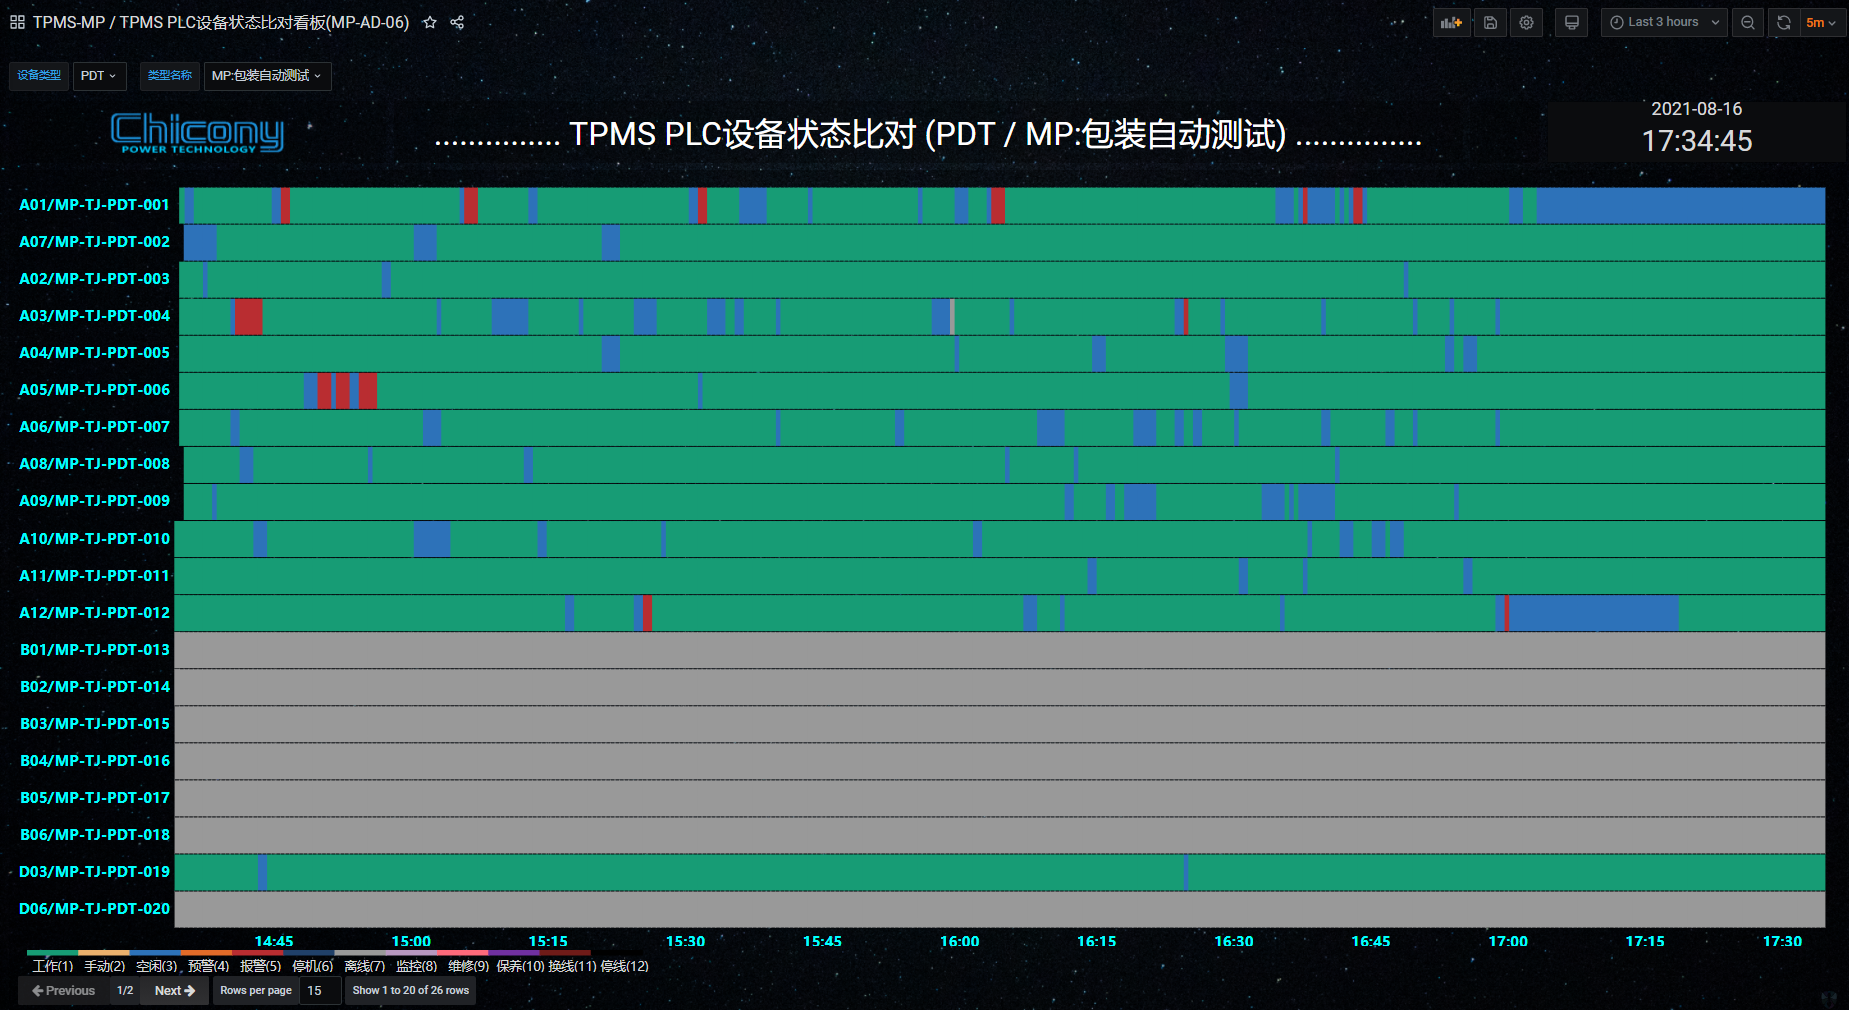 TPMS-MP / TPMS PLC设备状态比对看板(MP-AD-06)
Last 3 hours
5m
设备类型 PDT 类型名称 MP:包装自动测试
Chicony
POWER TECHNOLOGY
............... TPMS PLC设备状态比对 (PDT / MP:包装自动测试) ...............
2021-08-16
17:34:45
A01/MP-TJ-PDT-001
A07/MP-TJ-PDT-002
A02/MP-TJ-PDT-003
A03/MP-TJ-PDT-004
A04/MP-TJ-PDT-005
A05/MP-TJ-PDT-006
A06/MP-TJ-PDT-007
A08/MP-TJ-PDT-008
A09/MP-TJ-PDT-009
A10/MP-TJ-PDT-010
A11/MP-TJ-PDT-011
A12/MP-TJ-PDT-012
B01/MP-TJ-PDT-013
B02/MP-TJ-PDT-014
B03/MP-TJ-PDT-015
B04/MP-TJ-PDT-016
B05/MP-TJ-PDT-017
B06/MP-TJ-PDT-018
D03/MP-TJ-PDT-019
D06/MP-TJ-PDT-020
14:45 15:00 15:15 15:30 15:45 16:00 16:15 16:30 16:45 17:00 17:15 17:30
工作(1) 手动(2) 空闲(3) 预警(4) 报警(5) 停机(6) 离线(7) 监控(8) 维修(9) 保养(10) 换线(11) 停线(12)
Previous 1/2 Next Rows per page 15 Show 1 to 20 of 26 rows